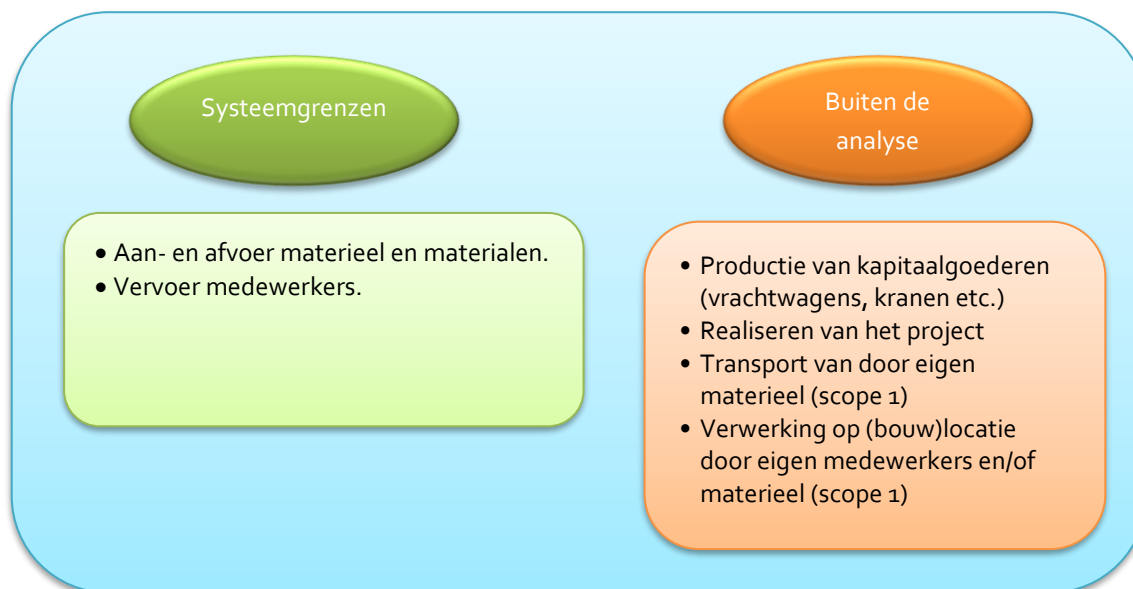 Systeemgrenzen
• Aan- en afvoer materieel en materialen.
• Vervoer medewerkers.
Buiten de
analyse
• Productie van kapitaalgoederen
(vrachtwagens, kranen etc.)
• Realiseren van het project
• Transport van door eigen
materieel (scope 1)
• Verwerking op (bouw)locatie
door eigen medewerkers en/of
materieel (scope 1)